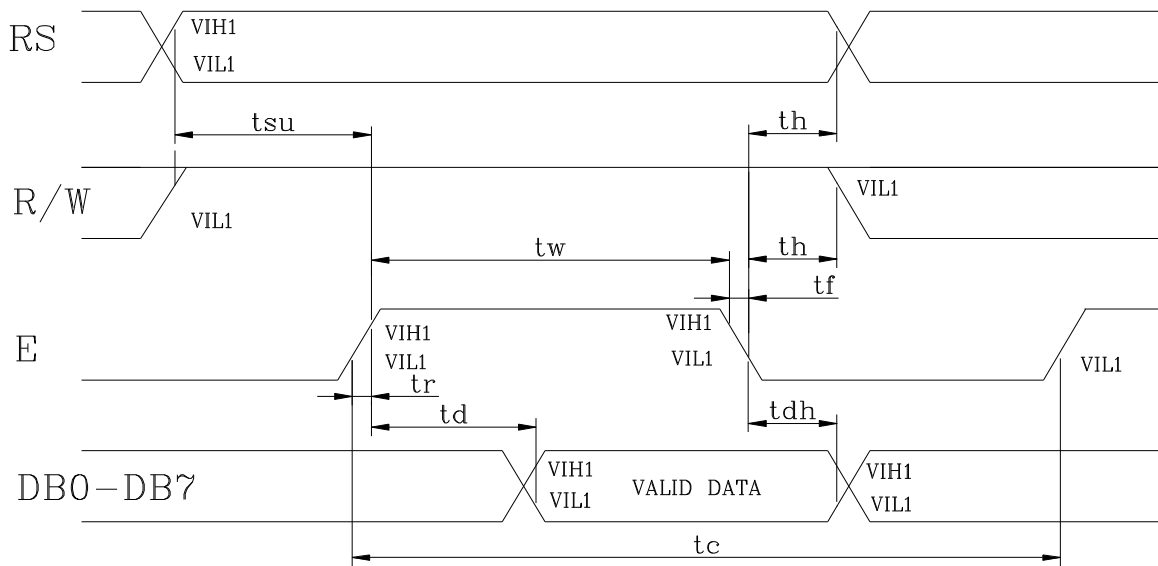 RS
VIH1
VIL1
tsu
th
R/W
VIL1
VIL1
tw
th
tf
E
VIH1
VIL1
VIH1
VIL1
VIL1
tr
td
tdh
DB0-DB7
VIH1
VIL1
VALID DATA
VIH1
VIL1
tc